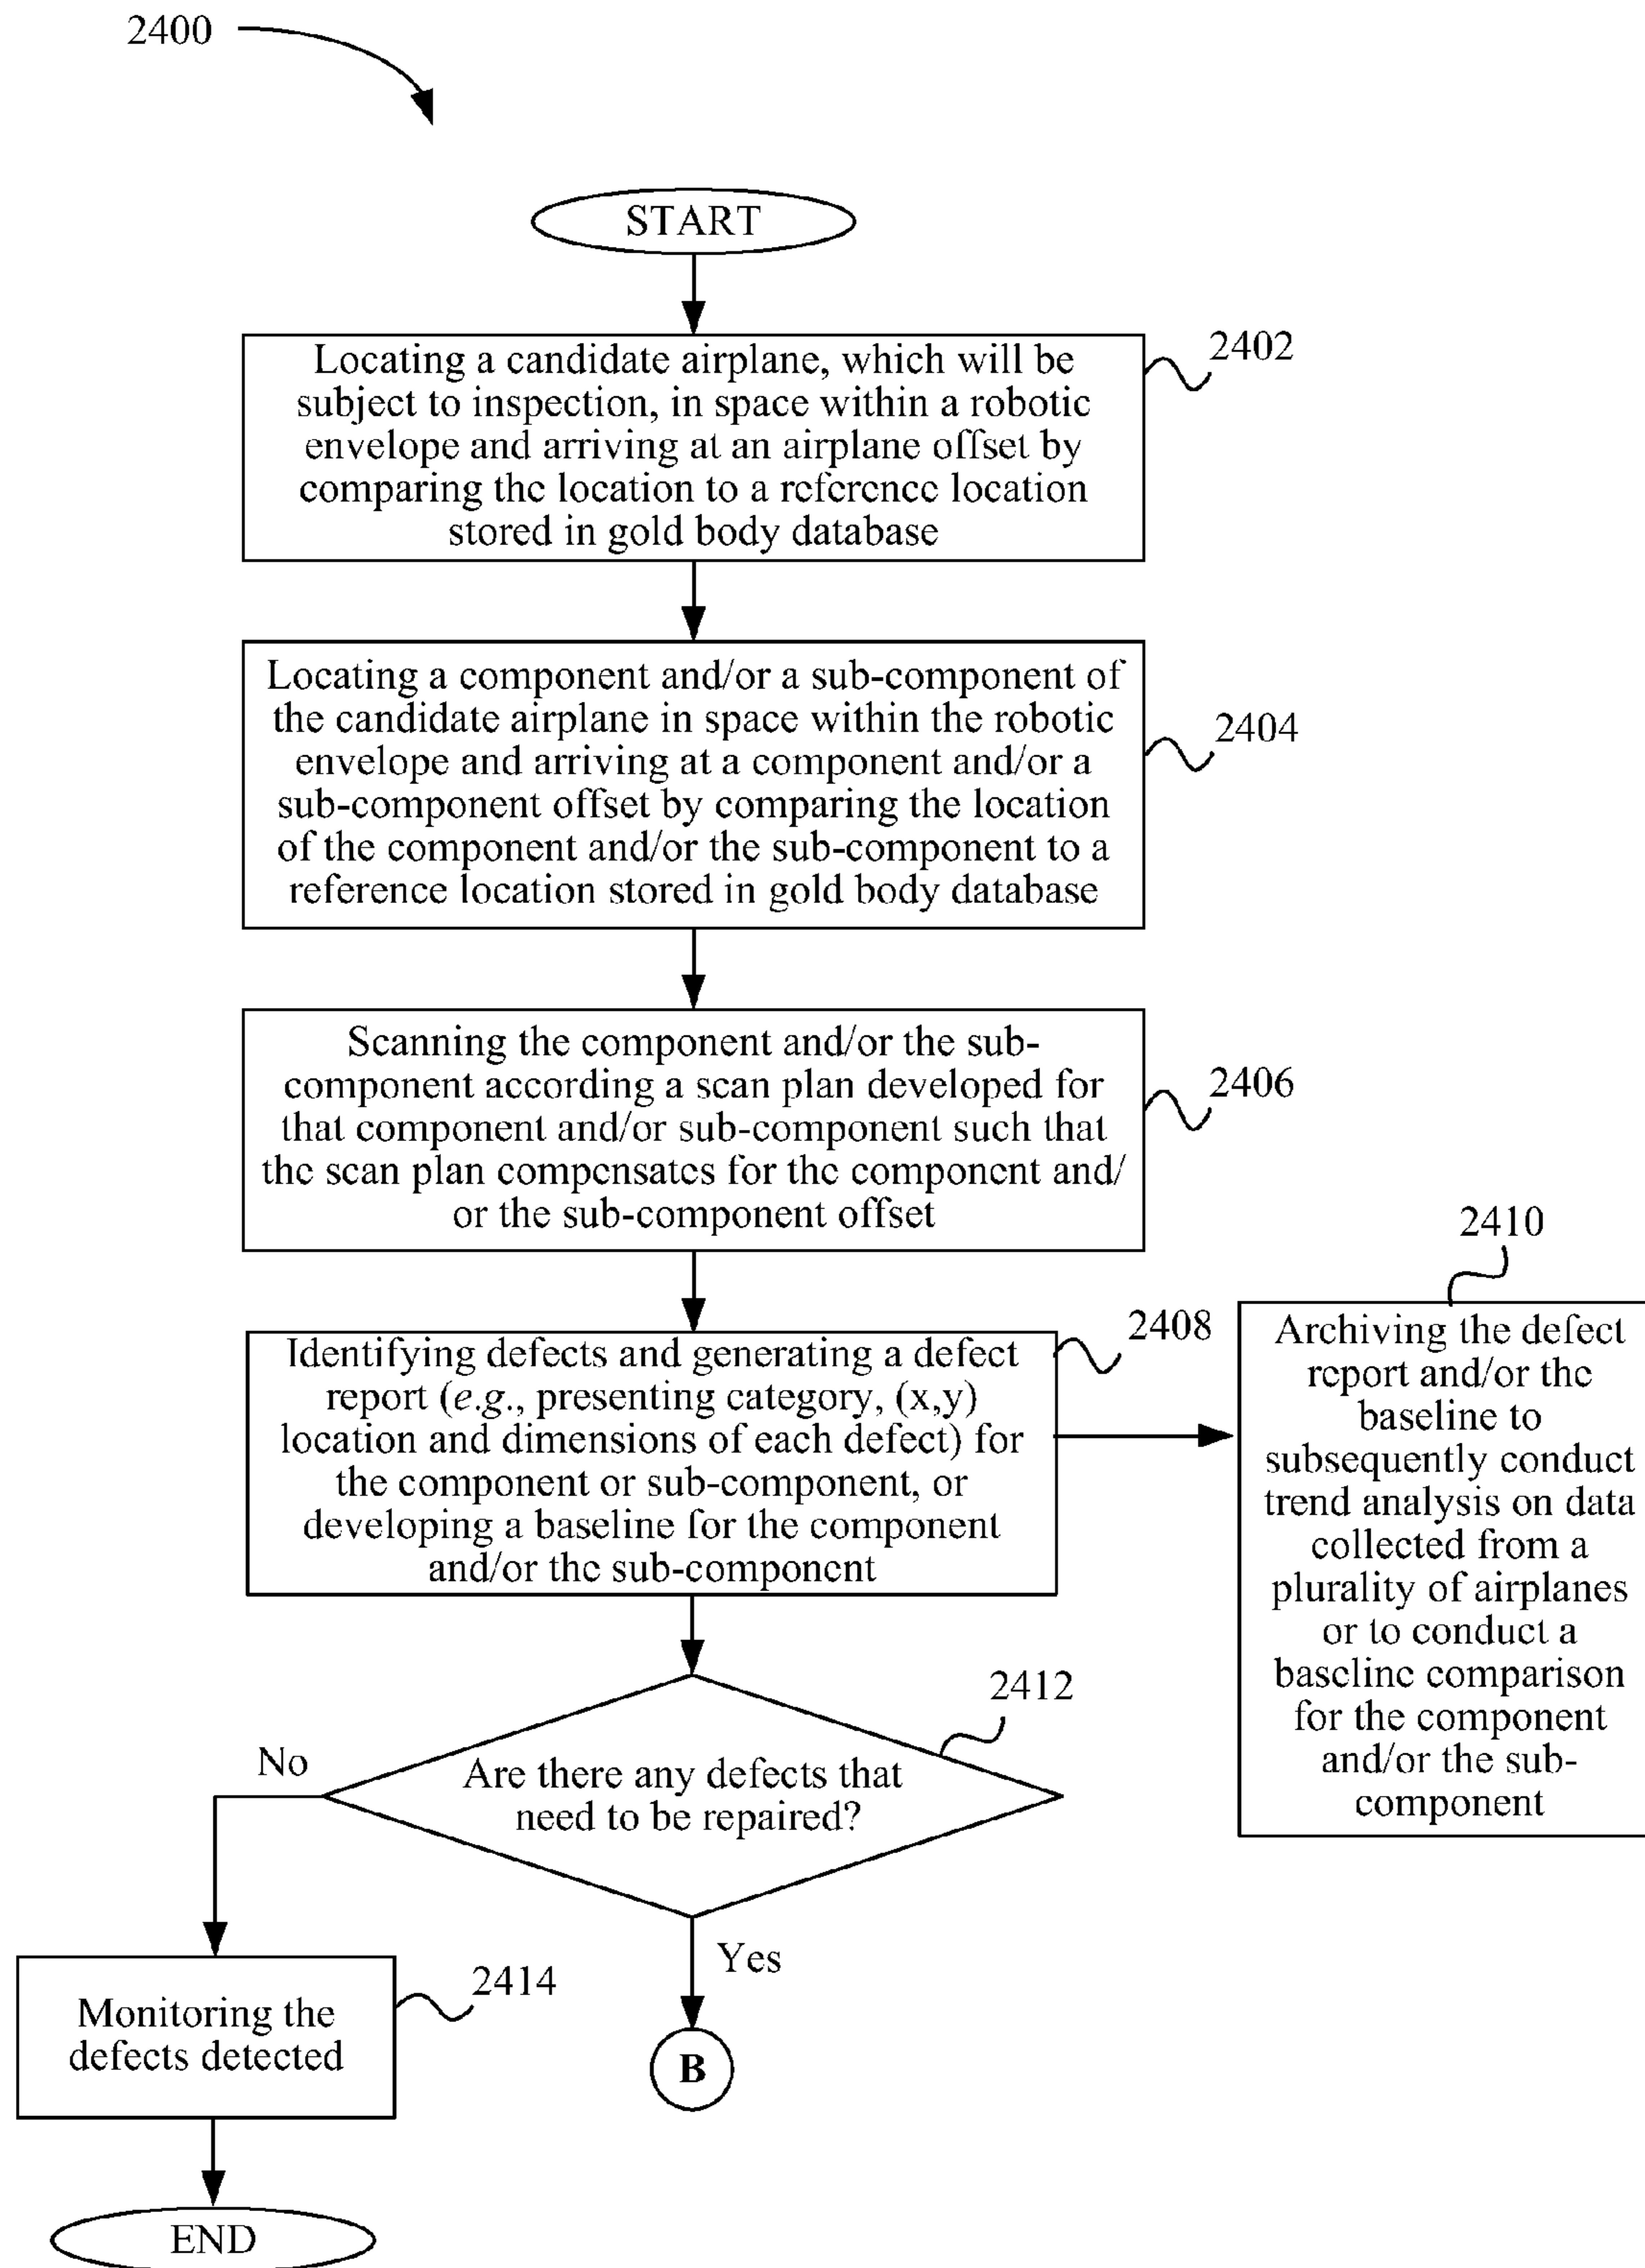 2400
START
Locating a candidate airplane, which will be
subject to inspection, in space within a robotic
envelope and arriving at an airplane offset by
comparing the location to a reference location
stored in gold body database
2402
Locating a component and/or a sub-component of
the candidate airplane in space within the robotic
envelope and arriving at a component and/or a
sub-component offset by comparing the location
of the component and/or the sub-component to a
reference location stored in gold body database
2404
Scanning the component and/or the sub-
component according a scan plan developed for
that component and/or sub-component such that
the scan plan compensates for the component and/
or the sub-component offset
2406
Identifying defects and generating a defect
report (e.g., presenting category, (x,y)
location and dimensions of each defect) for
the component or sub-component, or
developing a baseline for the component
and/or the sub-component
2408
2410
Archiving the defect
report and/or the
baseline to
subsequently conduct
trend analysis on data
collected from a
plurality of airplanes
or to conduct a
baseline comparison
for the component
and/or the sub-
component
2412
Are there any defects that
need to be repaired?
No
Yes
Monitoring the
defects detected
2414
B
END